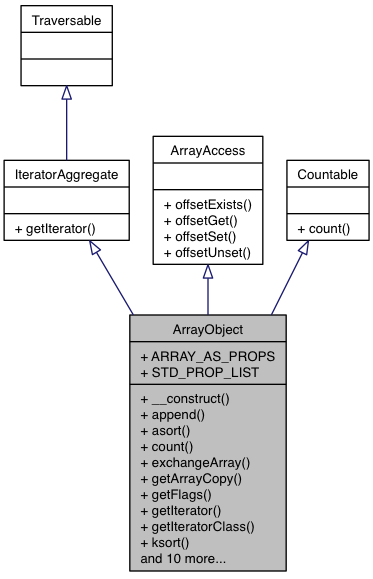 Traversable
IteratorAggregate
+ getIterator()
ArrayAccess
+ offsetExists()
+ offsetGet()
+ offsetSet()
+ offsetUnset()
Countable
+ count()
ArrayObject
+ ARRAY_AS_PROPS
+ STD_PROP_LIST
+ __construct()
+ append()
+ asort()
+ count()
+ exchangeArray()
+ getArrayCopy()
+ getFlags()
+ getIterator()
+ getIteratorClass()
+ ksort()
and 10 more...